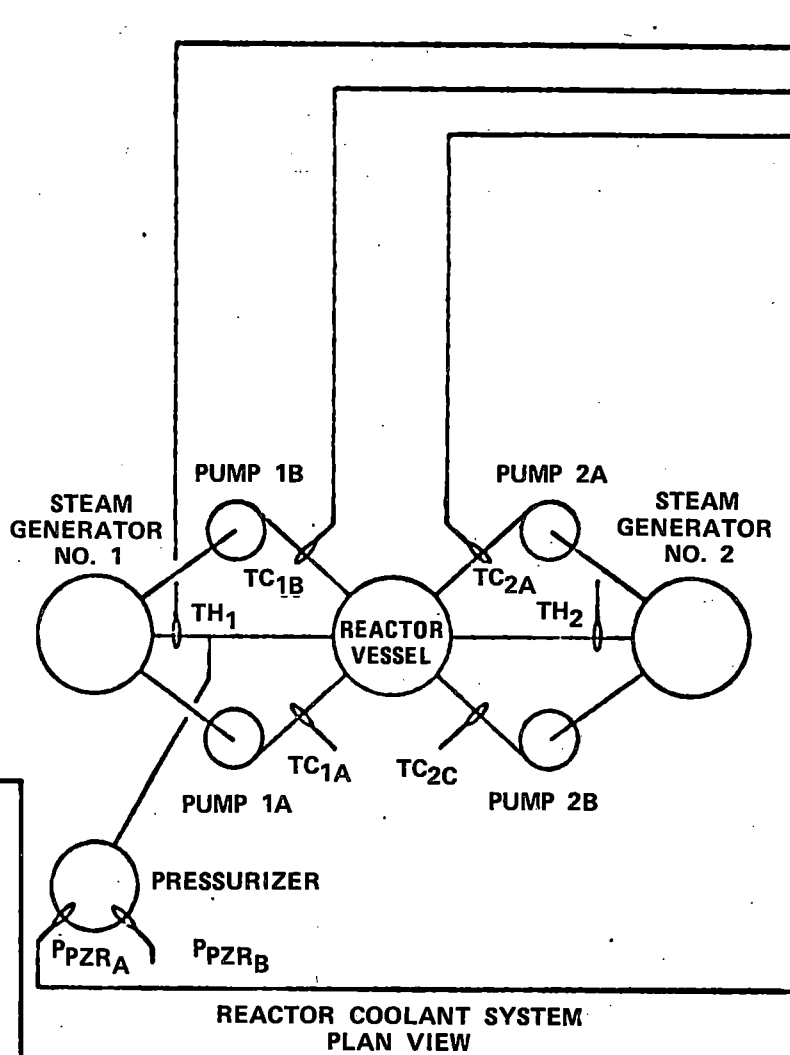 PUMP 1B
PUMP 2A
STEAM
GENERATOR
NO. 1
STEAM
GENERATOR
NO. 2
TC1B
TC2A
TH1
TH2
REACTOR
VESSEL
TC1A
TC2C
PUMP 1A
PUMP 2B
PRESSURIZER
PPZRA
PPZRB
REACTOR COOLANT SYSTEM
PLAN VIEW